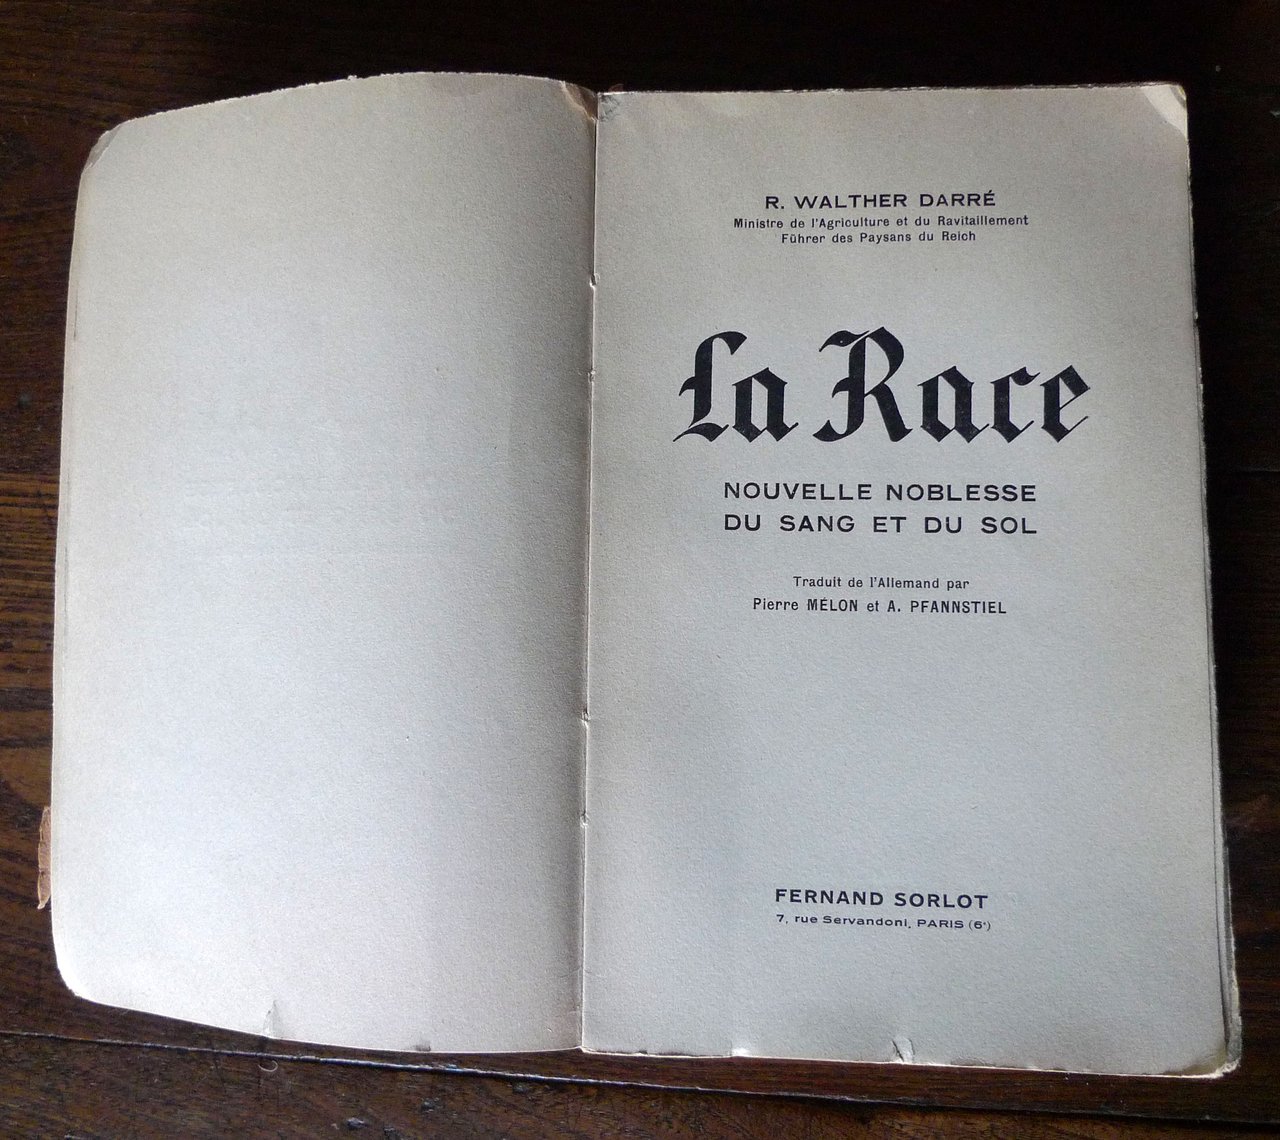 R. WALTHER DARRÉ
Ministre de l'Agriculture et du Ravitaillement
Führer des Paysans du Reich
La Race
NOUVELLE NOBLESSE
DU SANG ET DU SOL
Traduit de l'Allemand par
Pierre MÉLON et A. PFANNSTIEL
FERNAND SORLOT
7, rue Servandoni, PARIS (6ᵉ)